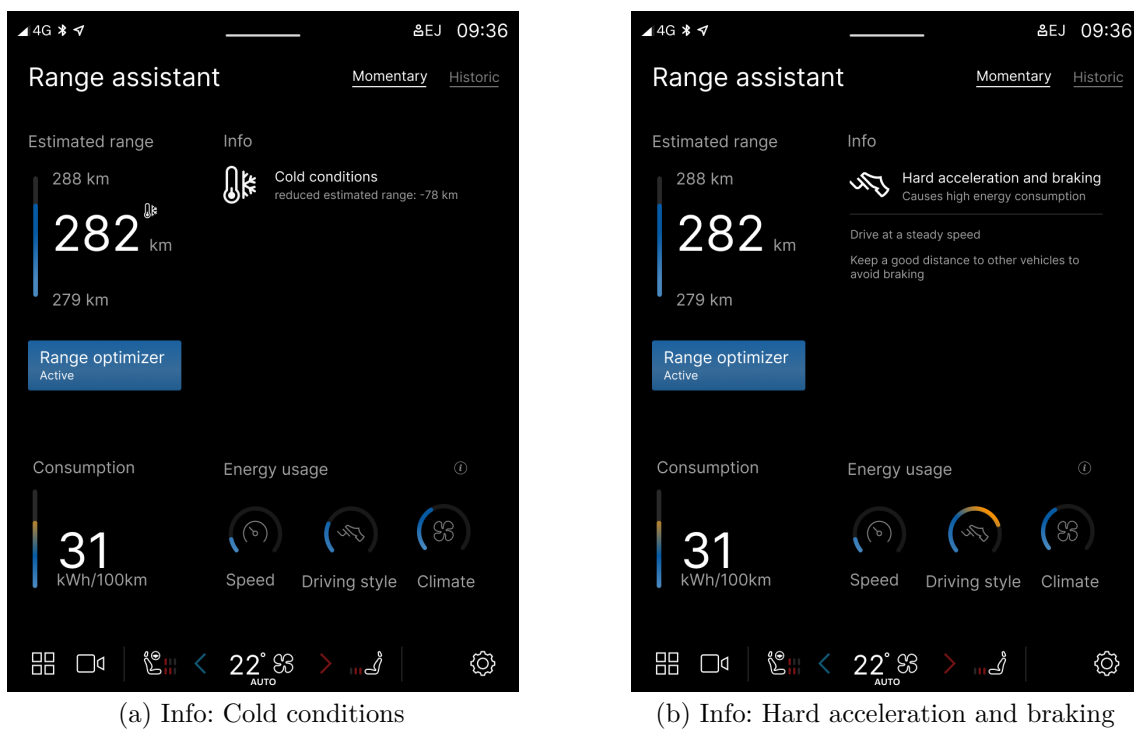 4G EJ 09:36
Range assistant Momentary Historic
Estimated range Info
288 km Cold conditions
reduced estimated range: -78 km
282 km
279 km
Range optimizer
Active
Consumption Energy usage i
31
kWh/100km
Speed Driving style Climate
22°
AUTO
(a) Info: Cold conditions
4G EJ 09:36
Range assistant Momentary Historic
Estimated range Info
288 km Hard acceleration and braking
Causes high energy consumption
282 km
Drive at a steady speed
Keep a good distance to other vehicles to
avoid braking
279 km
Range optimizer
Active
Consumption Energy usage i
31
kWh/100km
Speed Driving style Climate
22°
AUTO
(b) Info: Hard acceleration and braking